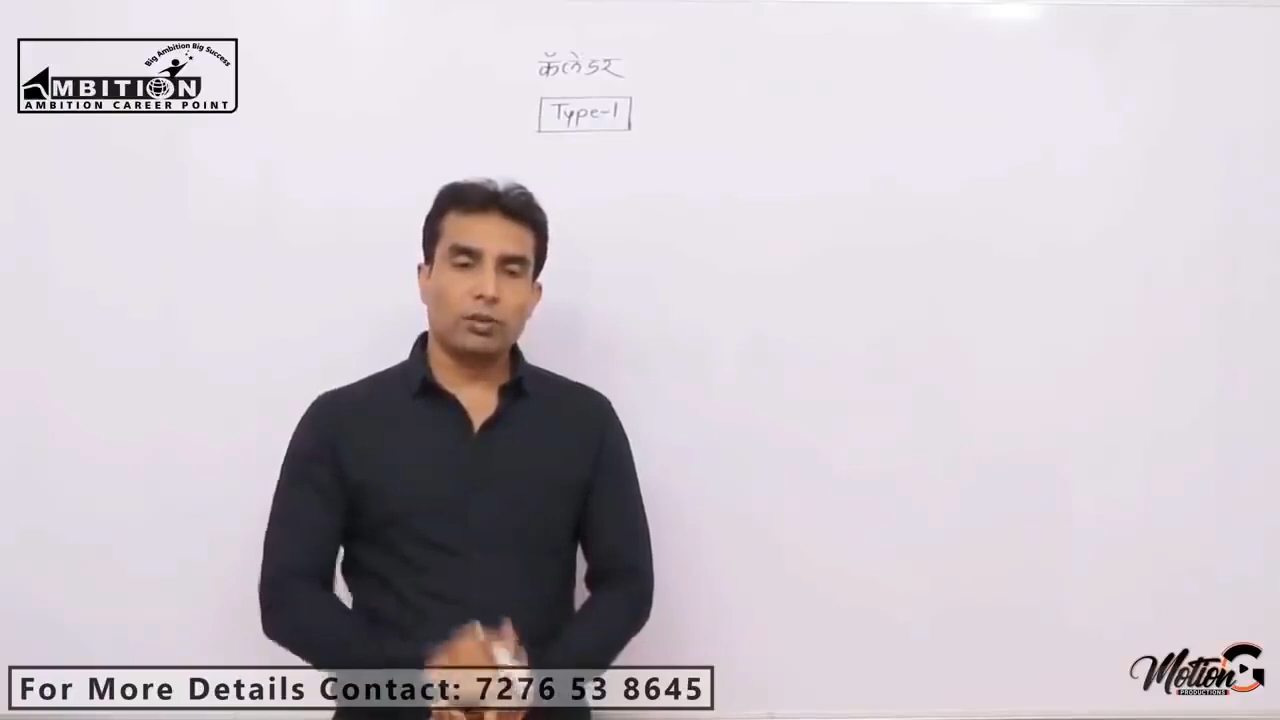 Big Ambition Big Success
AMBITION
AMBITION CAREER POINT
कॅलेंडर
Type-1
For More Details Contact: 7276 53 8645
Motion G
PRODUCTIONS